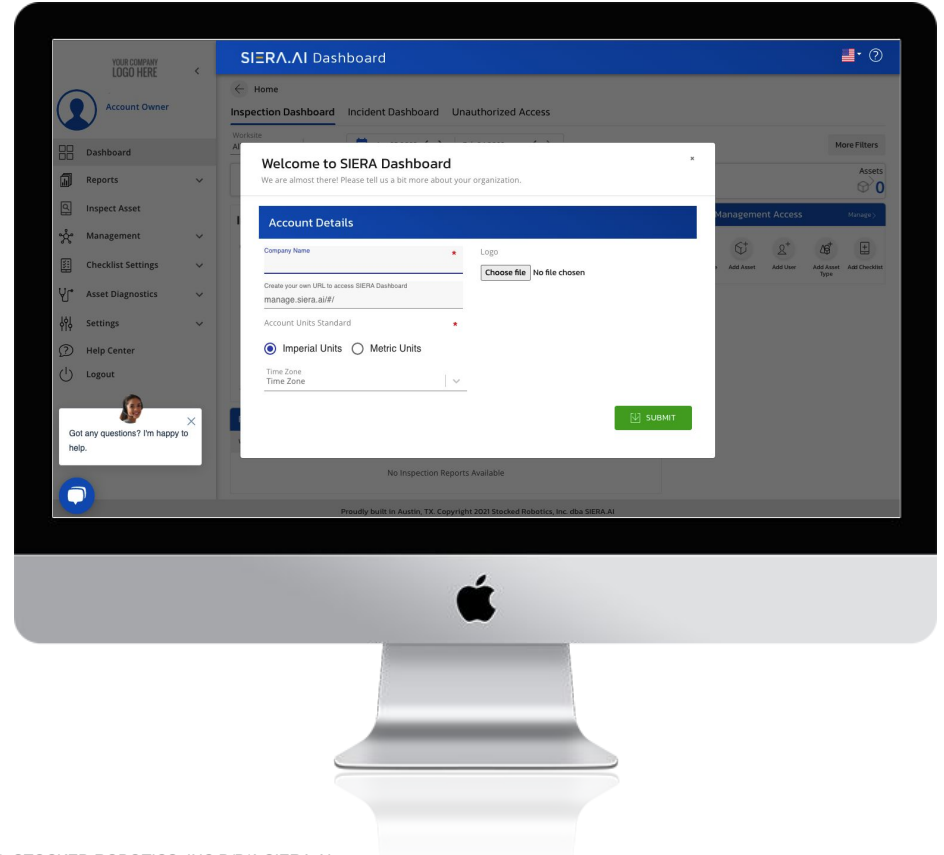 YOUR COMPANY
LOGO HERE
SIERA.AI Dashboard
Account Owner
Home
Inspection Dashboard Incident Dashboard Unauthorized Access
Worksite
More Filters
Assets
0
Dashboard
Reports
Inspect Asset
Management
Checklist Settings
Asset Diagnostics
Settings
Help Center
Logout
Welcome to SIERA Dashboard
×
We are almost there! Please tell us a bit more about your organization.
Account Details
Company Name *
Logo
Choose file No file chosen
Create your own URL to access SIERA Dashboard
manage.siera.ai/#/
Account Units Standard *
Imperial Units Metric Units
Time Zone
Time Zone
SUBMIT
Management Access Manage >
Add Asset Add User Add Asset Type Add Checklist
Got any questions? I'm happy to
help.
No Inspection Reports Available
Proudly built in Austin, TX. Copyright 2021 Stocked Robotics, Inc. dba SIERA.AI